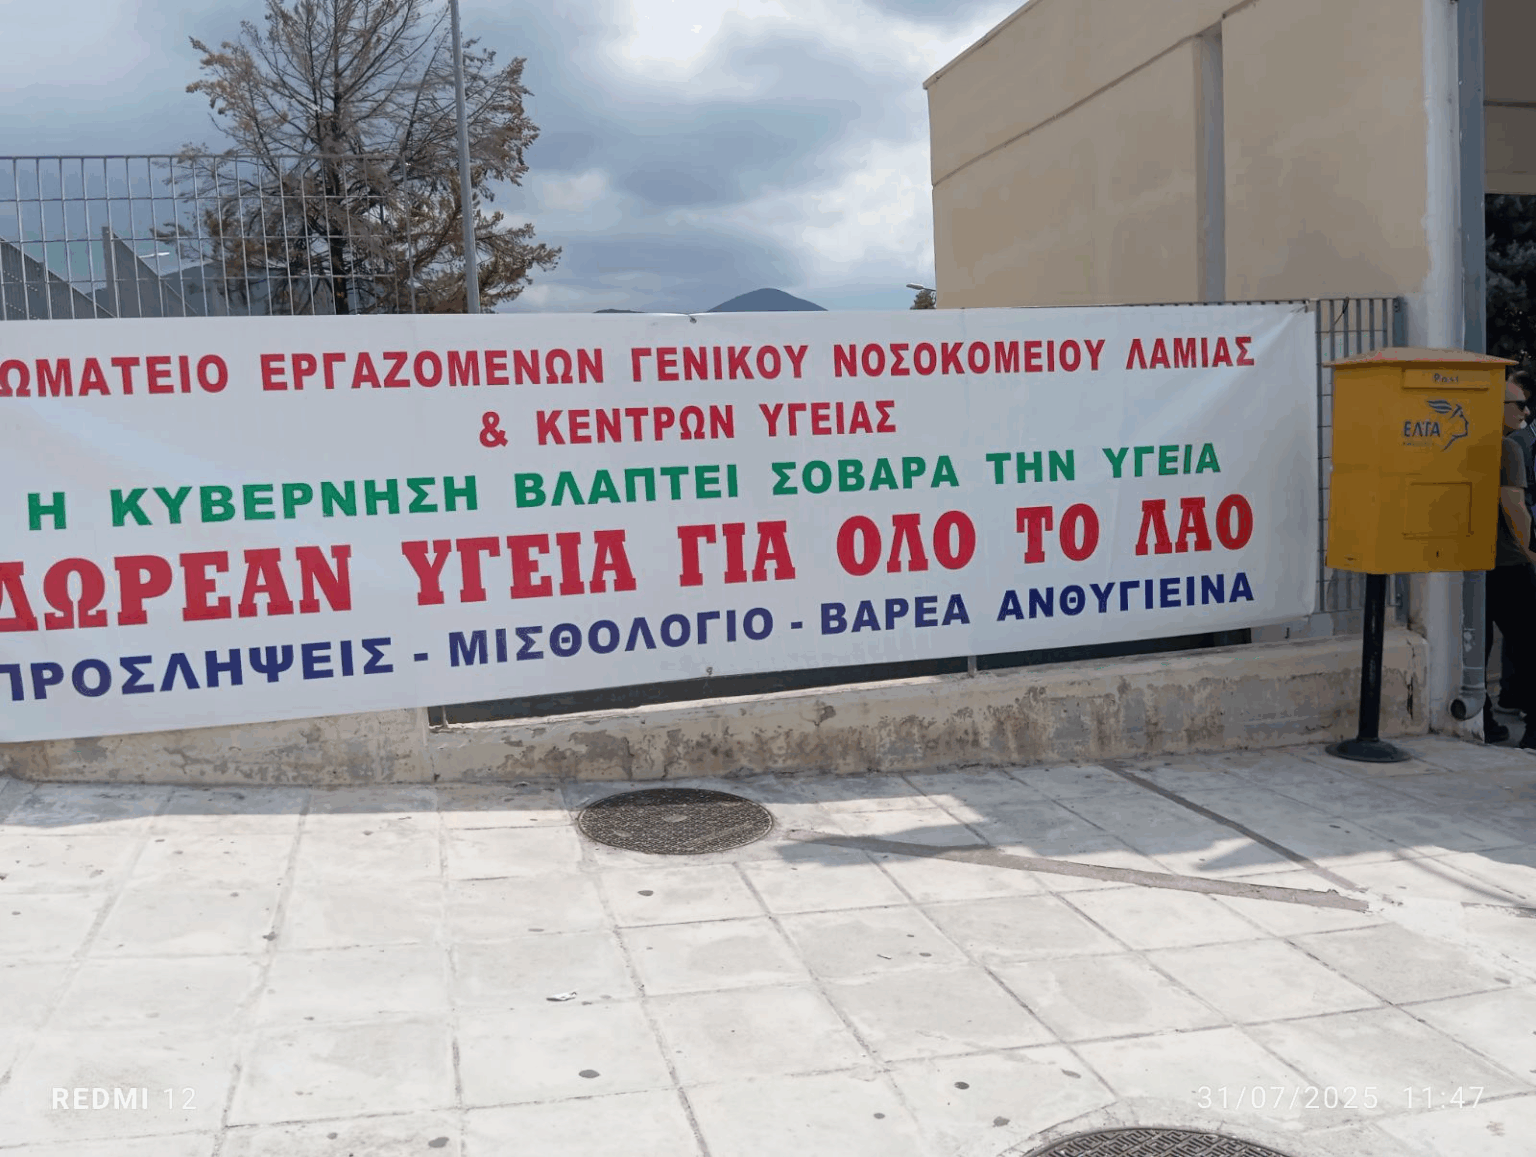 ΩΜΑΤΕΙΟ ΕΡΓΑΖΟΜΕΝΩΝ ΓΕΝΙΚΟΥ ΝΟΣΟΚΟΜΕΙΟΥ ΛΑΜΙΑΣ
& ΚΕΝΤΡΩΝ ΥΓΕΙΑΣ
Η ΚΥΒΕΡΝΗΣΗ ΒΛΑΠΤΕΙ ΣΟΒΑΡΑ ΤΗΝ ΥΓΕΙΑ
ΔΩΡΕΑΝ ΥΓΕΙΑ ΓΙΑ ΟΛΟ ΤΟ ΛΑΟ
ΠΡΟΣΛΗΨΕΙΣ - ΜΙΣΘΟΛΟΓΙΟ - ΒΑΡΕΑ ΑΝΘΥΓΙΕΙΝΑ
Post
ΕΛΤΑ
REDMI 12
31/07/2025 11:47